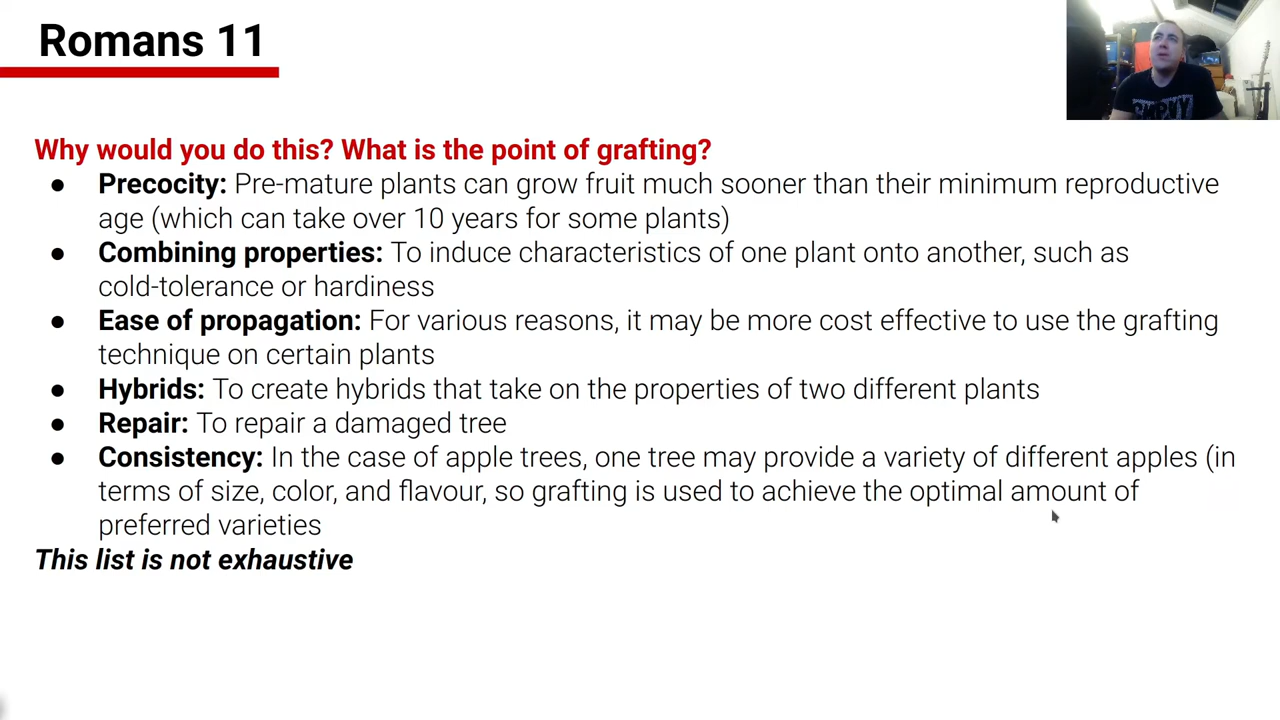 Romans 11
Why would you do this? What is the point of grafting?
● Precocity: Pre-mature plants can grow fruit much sooner than their minimum reproductive
age (which can take over 10 years for some plants)
● Combining properties: To induce characteristics of one plant onto another, such as
cold-tolerance or hardiness
● Ease of propagation: For various reasons, it may be more cost effective to use the grafting
technique on certain plants
● Hybrids: To create hybrids that take on the properties of two different plants
● Repair: To repair a damaged tree
● Consistency: In the case of apple trees, one tree may provide a variety of different apples (in
terms of size, color, and flavour, so grafting is used to achieve the optimal amount of
preferred varieties
This list is not exhaustive